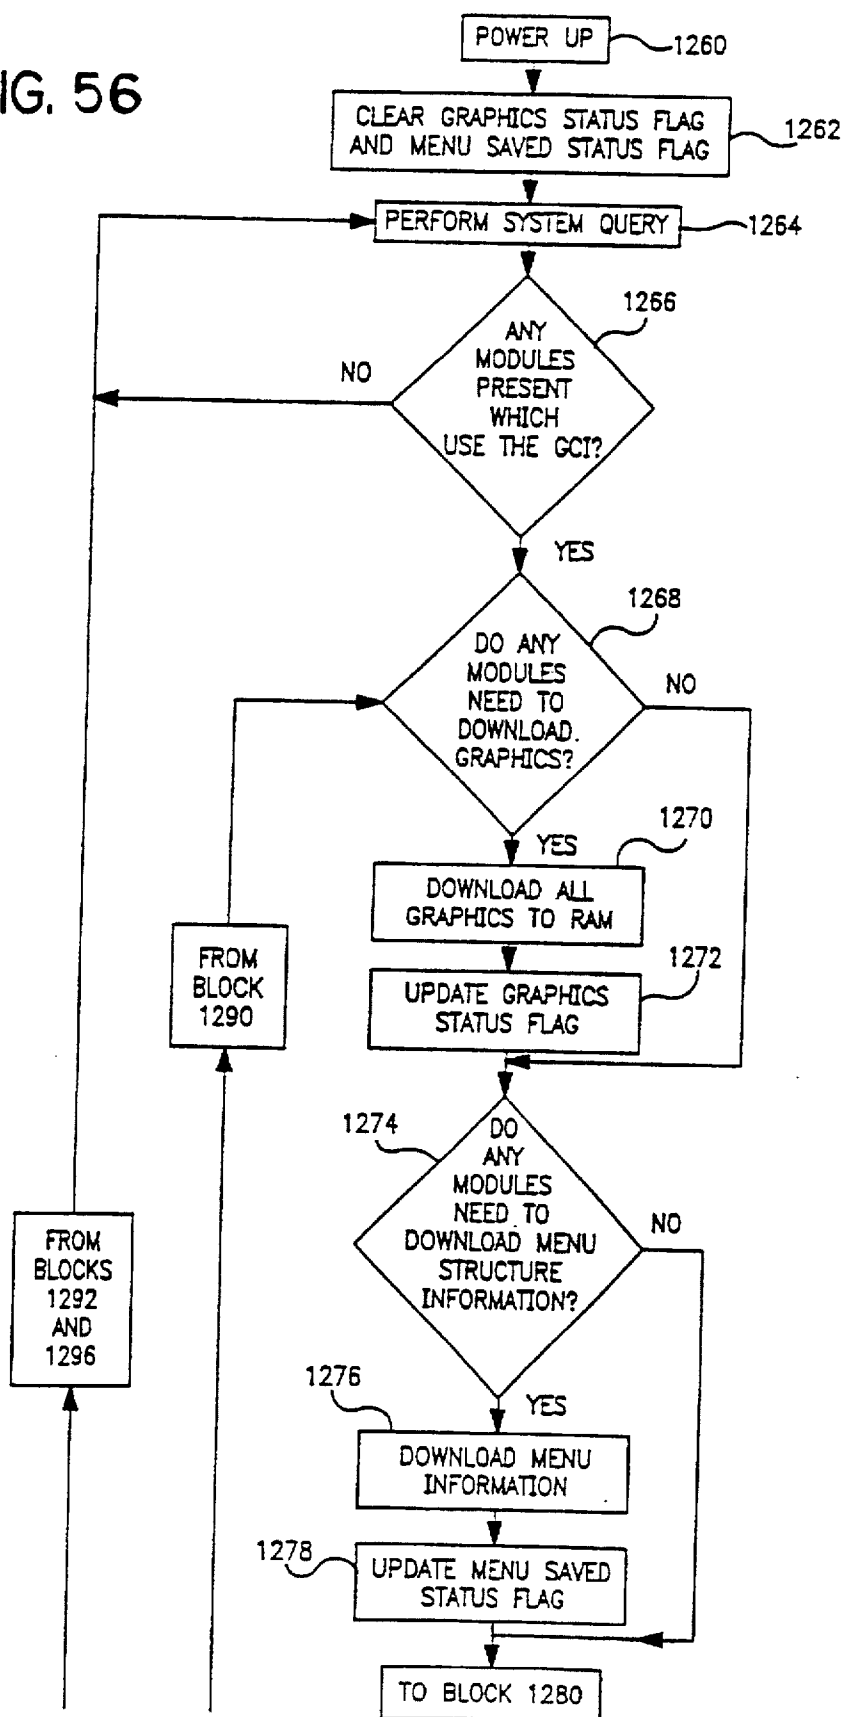 IG. 56
POWER UP
1260
CLEAR GRAPHICS STATUS FLAG
AND MENU SAVED STATUS FLAG
1262
PERFORM SYSTEM QUERY
1264
1266
ANY
MODULES
PRESENT
WHICH
USE THE GCI?
NO
YES
1268
DO ANY
MODULES
NEED TO
DOWNLOAD.
GRAPHICS?
NO
YES
1270
DOWNLOAD ALL
GRAPHICS TO RAM
1272
UPDATE GRAPHICS
STATUS FLAG
FROM
BLOCK
1290
1274
DO
ANY
MODULES
NEED TO
DOWNLOAD MENU
STRUCTURE
INFORMATION?
NO
FROM
BLOCKS
1292
AND
1296
YES
1276
DOWNLOAD MENU
INFORMATION
1278
UPDATE MENU SAVED
STATUS FLAG
TO BLOCK 1280